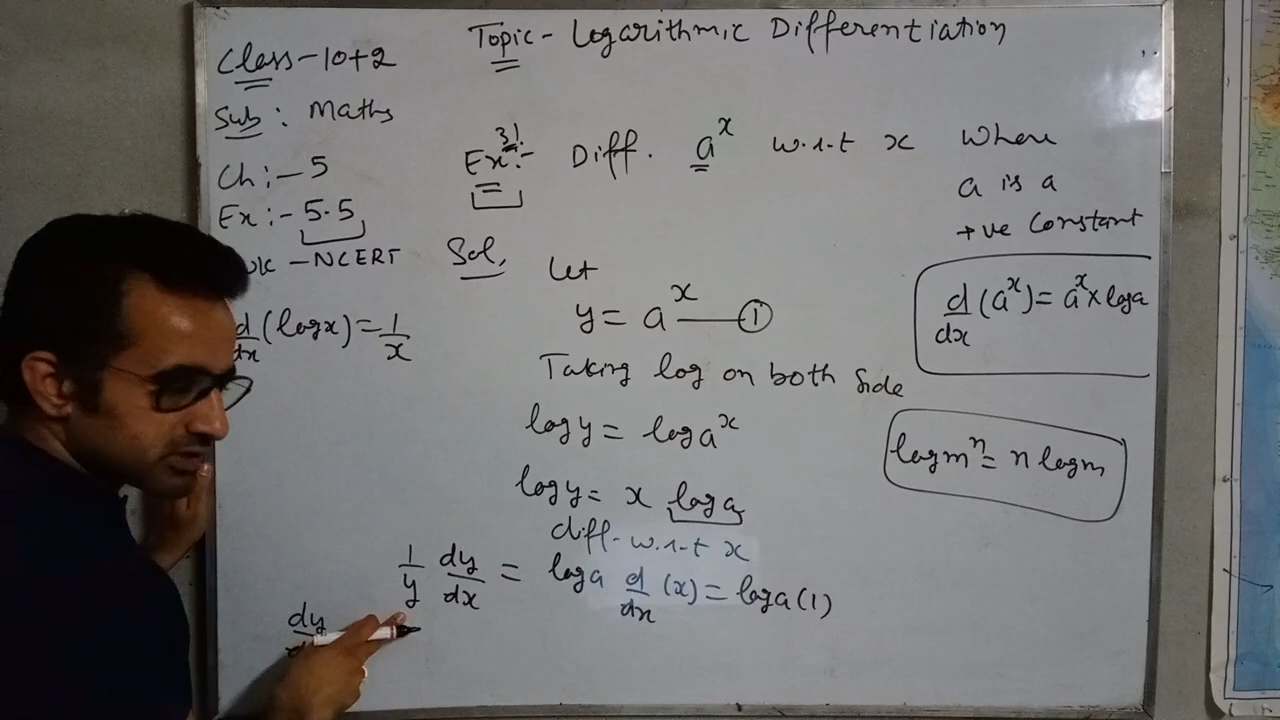 Topic - Logarithmic Differentiation
Class - 10+2
Sub : Maths
Ch :- 5
Ex :- 5.5
- NCERT
d/dx (log x) = 1/x
Ex 31 :- Diff. a^x w.r.t x where
a is a
+ve constant
Sol. Let
y = a^x — ①
d/dx (a^x) = a^x × log a
Taking log on both side
log y = log a^x
log m^n = n log m
log y = x log a
diff. w.r.t x
1/y dy/dx = log a d/dx (x) = log a (1)
dy